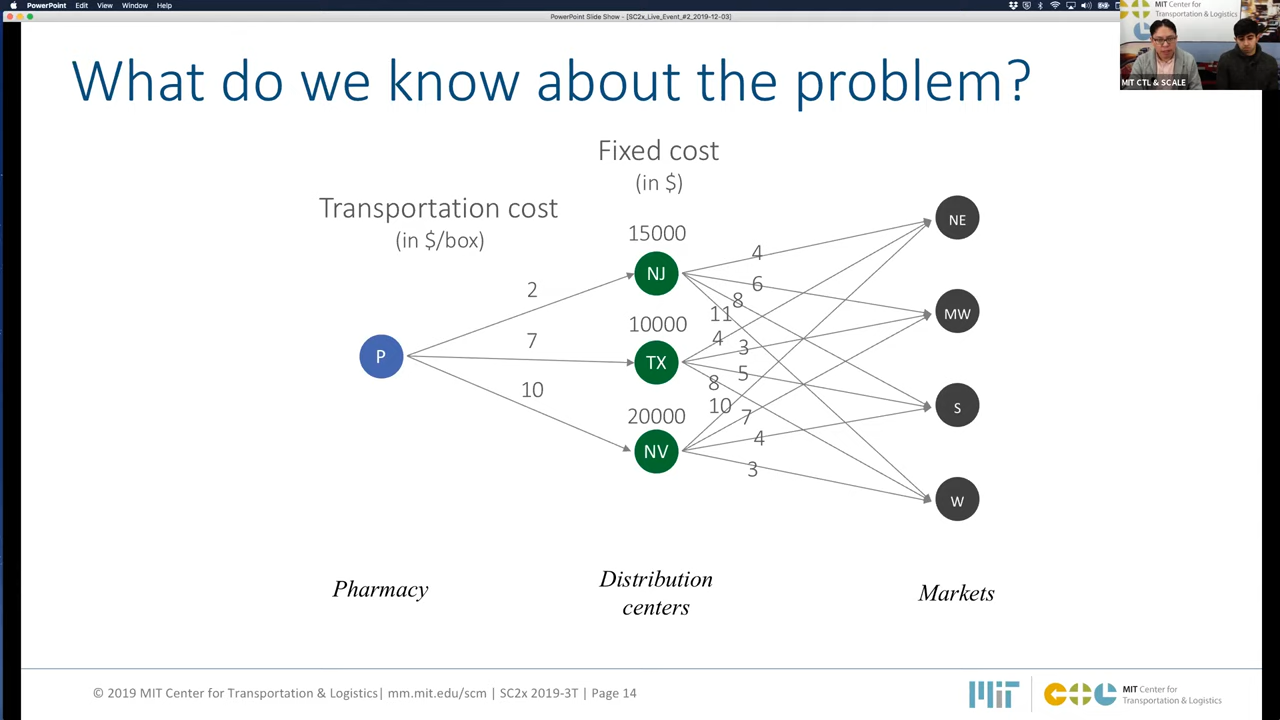 PowerPoint File Edit View Window Help
PowerPoint Slide Show - [SC2x_Live_Event_#2_2019-12-03]
MIT Center for
Transportation & Logistics
MIT CTL & SCALE
What do we know about the problem?
Fixed cost
(in $)
Transportation cost
(in $/box)
15000
NJ
10000
TX
20000
NV
P
2
7
10
4
6
8
11
4
3
5
8
10
7
4
3
NE
MW
S
W
Pharmacy
Distribution
centers
Markets
© 2019 MIT Center for Transportation & Logistics| mm.mit.edu/scm | SC2x 2019-3T | Page 14
MIT
MIT Center for
Transportation & Logistics